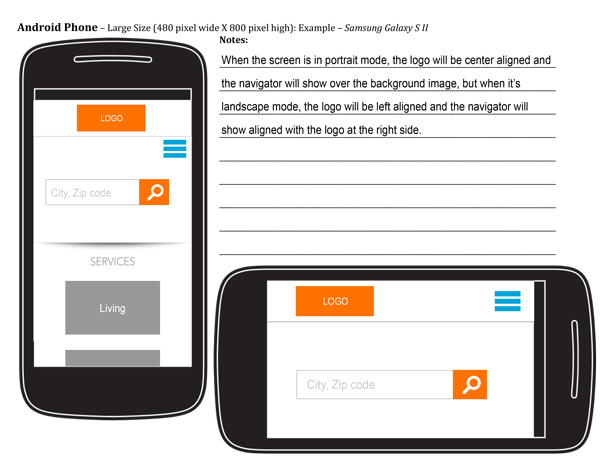 Android Phone – Large Size (480 pixel wide X 800 pixel high): Example – Samsung Galaxy S II
Notes:
When the screen is in portrait mode, the logo will be center aligned and
the navigator will show over the background image, but when it's
landscape mode, the logo will be left aligned and the navigator will
show aligned with the logo at the right side.
LOGO
City, Zip code
SERVICES
Living
LOGO
City, Zip code